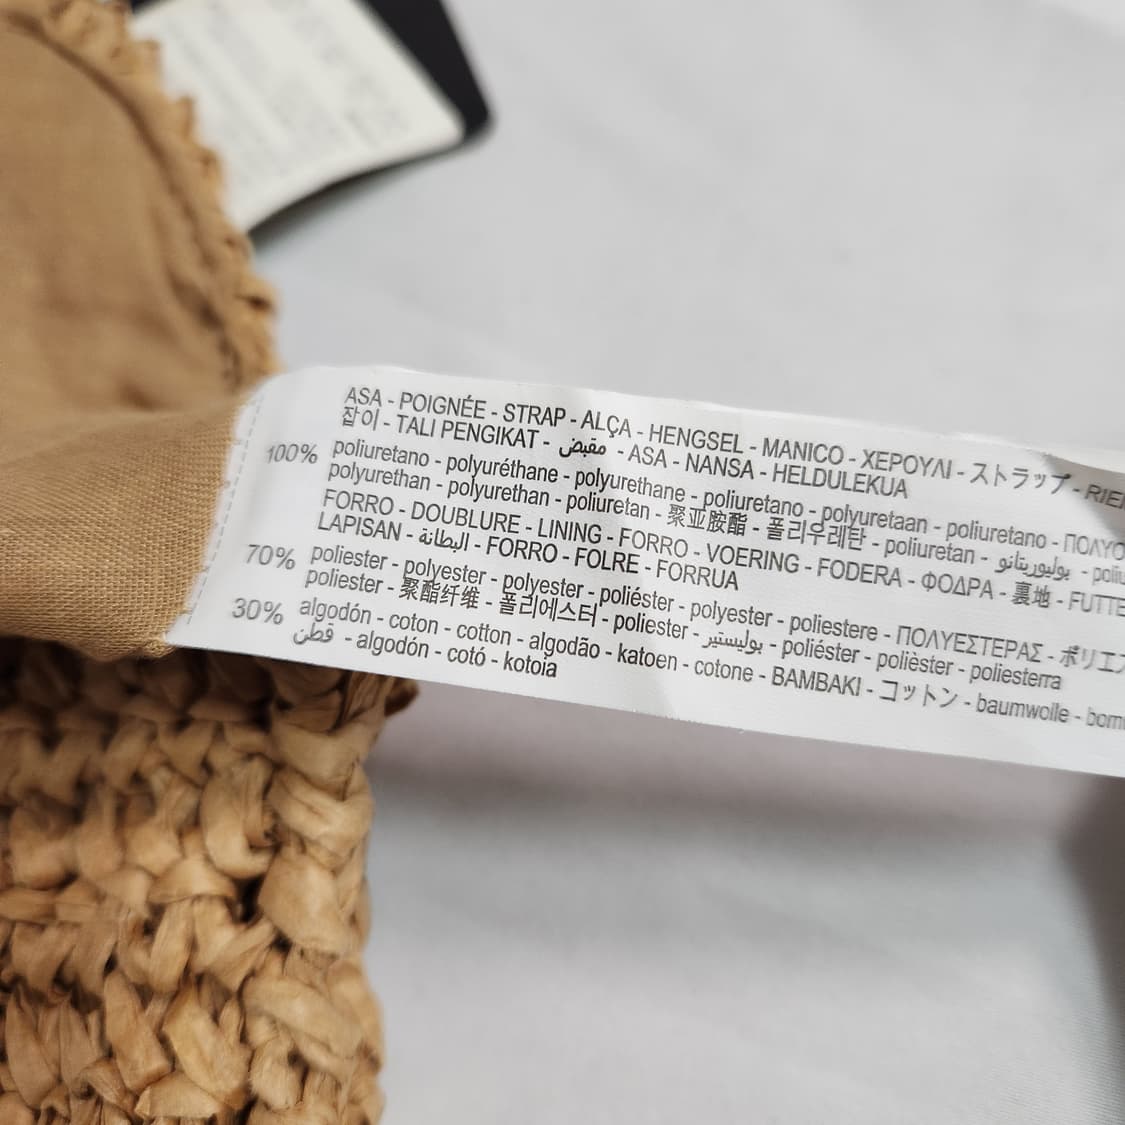 ASA - POIGNÉE - STRAP - ALÇA - HENGSEL - MANICO - ΧΕΡΟΥΛΙ - ストラップ - RIEM
잡이 - TALI PENGIKAT - مقبض - ASA - NANSA - HELDULEKUA
100% poliuretano - polyuréthane - polyurethane - poliuretano - polyuretaan - poliuretano - ΠΟΛΥΟ
polyurethan - polyurethan - poliuretan - 聚亚胺酯 - 폴리우레탄 - poliuretan - بوليوريتانو - poliu
FORRO - DOUBLURE - LINING - FORRO - VOERING - FODERA - ΦΟΔΡΑ - 裏地 - FUTTE
LAPISAN - البطانة - FORRO - FOLRE - FORRUA
70% poliester - polyester - polyester - poliéster - polyester - poliestere - ΠΟΛΥΕΣΤΕΡΑΣ - ポリエス
poliester - 聚酯纤维 - 폴리에스터 - poliester - بوليستير - poliéster - polièster - poliesterra
30% algodón - coton - cotton - algodão - katoen - cotone - ΒΑΜΒΑΚΙ - コットン - baumwolle - bom
قطن - algodón - cotó - kotoia